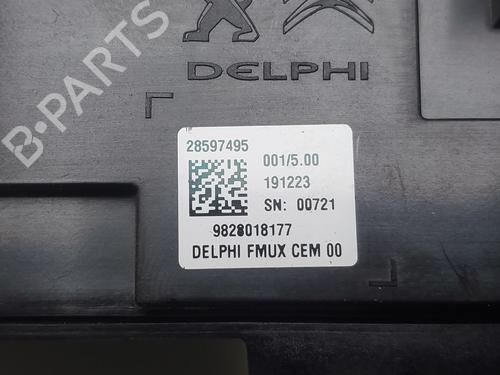 B-PARTS
DELPHI
28597495
001/5.00
191223
SN: 00721
9828018177
DELPHI FMUX CEM 00